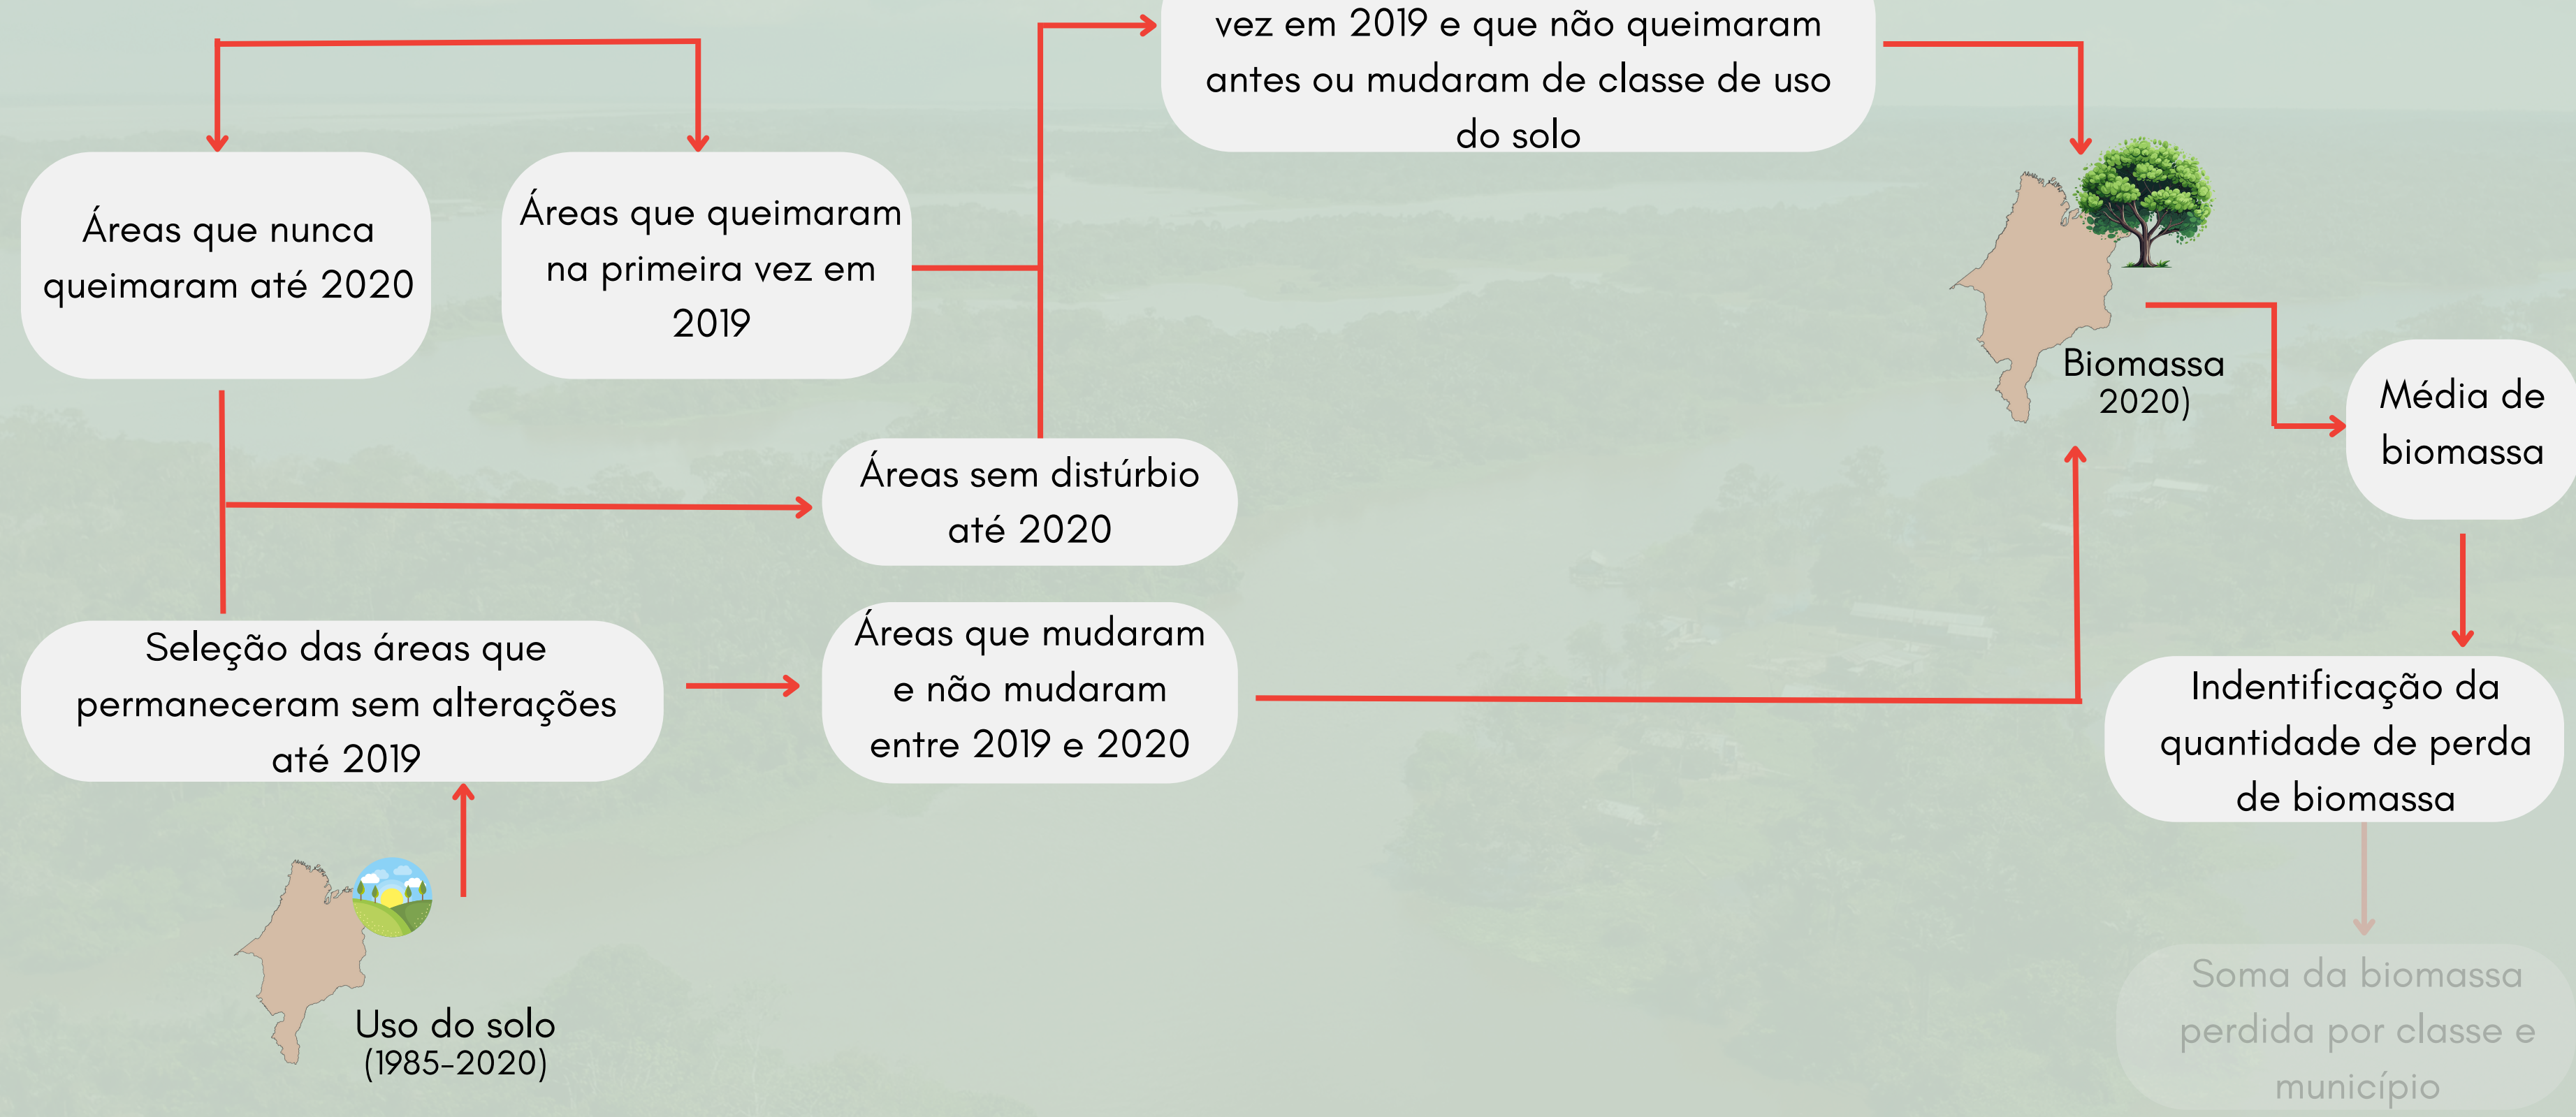 vez em 2019 e que não queimaram
antes ou mudaram de classe de uso
do solo
Áreas que nunca
queimaram até 2020
Áreas que queimaram
na primeira vez em
2019
Biomassa
2020)
Média de
biomassa
Áreas sem distúrbio
até 2020
Seleção das áreas que
permaneceram sem alterações
até 2019
Áreas que mudaram
e não mudaram
entre 2019 e 2020
Indentificação da
quantidade de perda
de biomassa
Uso do solo
(1985-2020)
Soma da biomassa
perdida por classe e
município